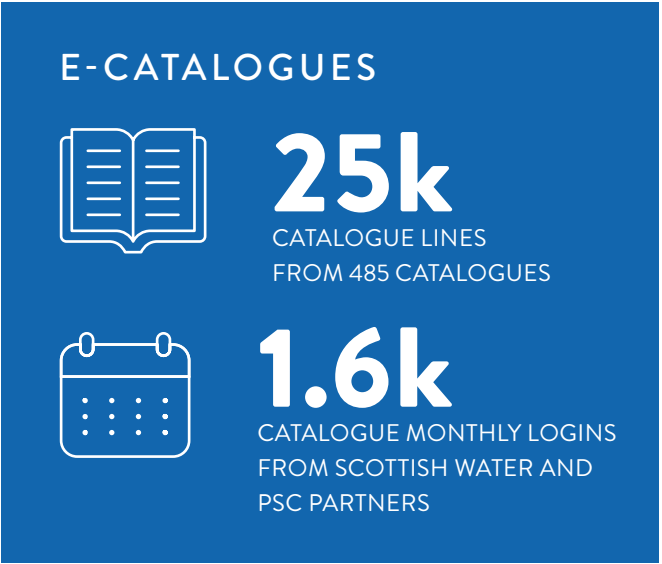 E-CATALOGUES
25k
CATALOGUE LINES
FROM 485 CATALOGUES
1.6k
CATALOGUE MONTHLY LOGINS
FROM SCOTTISH WATER AND
PSC PARTNERS